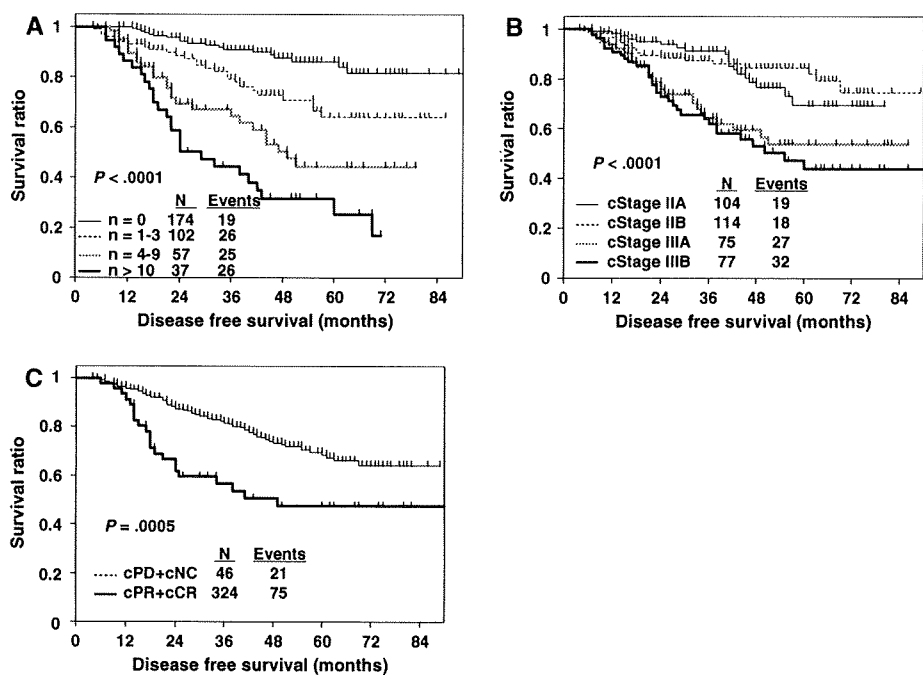 A
1
0.8
0.6
0.4
0.2
0
Survival ratio
P < .0001
N Events
n = 0 174 19
n = 1-3 102 26
n = 4-9 57 25
n > 10 37 26
0 12 24 36 48 60 72 84
Disease free survival (months)
B
1
0.8
0.6
0.4
0.2
0
Survival ratio
P < .0001
N Events
cStage IIA 104 19
cStage IIB 114 18
cStage IIIA 75 27
cStage IIIB 77 32
0 12 24 36 48 60 72 84
Disease free survival (months)
C
1
0.8
0.6
0.4
0.2
0
Survival ratio
P = .0005
N Events
cPD+cNC 46 21
cPR+cCR 324 75
0 12 24 36 48 60 72 84
Disease free survival (months)